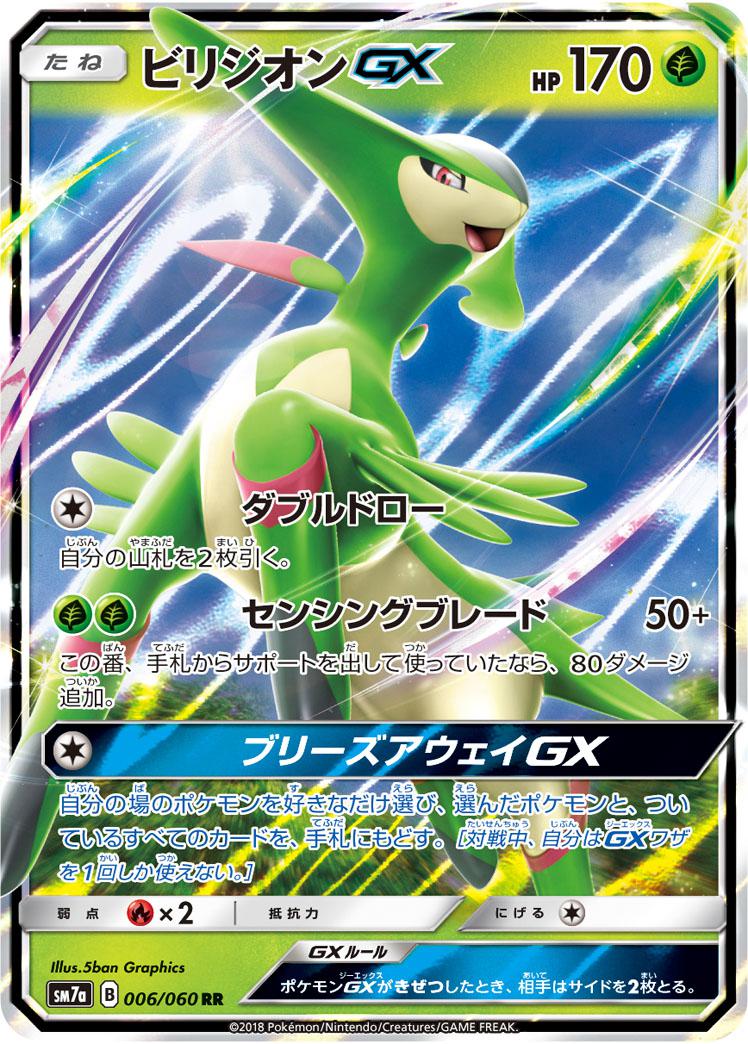 たね ビリジオンGX HP170
ダブルドロー
自分の山札を2枚引く。
センシングブレード 50+
この番、手札からサポートを出して使っていたなら、80ダメージ
追加。
ブリーズアウェイGX
自分の場のポケモンを好きなだけ選び、選んだポケモンと、つい
ているすべてのカードを、手札にもどす。[対戦中、自分はGXワザ
を1回しか使えない。]
弱点 ×2 抵抗力 にげる
GXルール
ポケモンGXがきぜつしたとき、相手はサイドを2枚とる。
Illus.5ban Graphics
sm7a B 006/060 RR
©2018 Pokémon/Nintendo/Creatures/GAME FREAK.